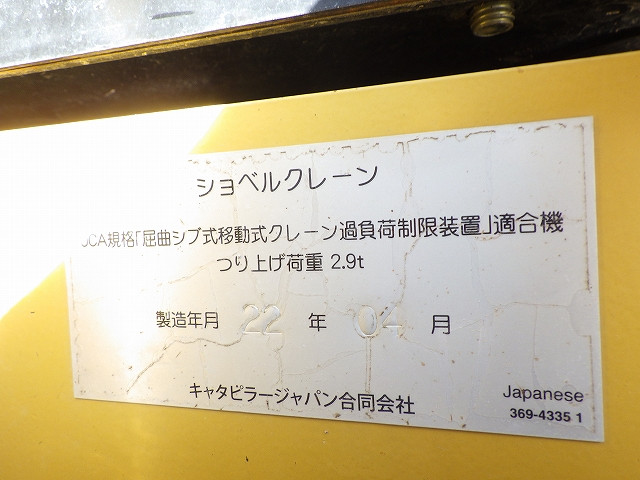 ショベルクレーン
JCA規格「屈曲ジブ式移動式クレーン過負荷制限装置」適合機
つり上げ荷重 2.9t
製造年月 22 年 04 月
キャタピラージャパン合同会社
Japanese
369-4335 1